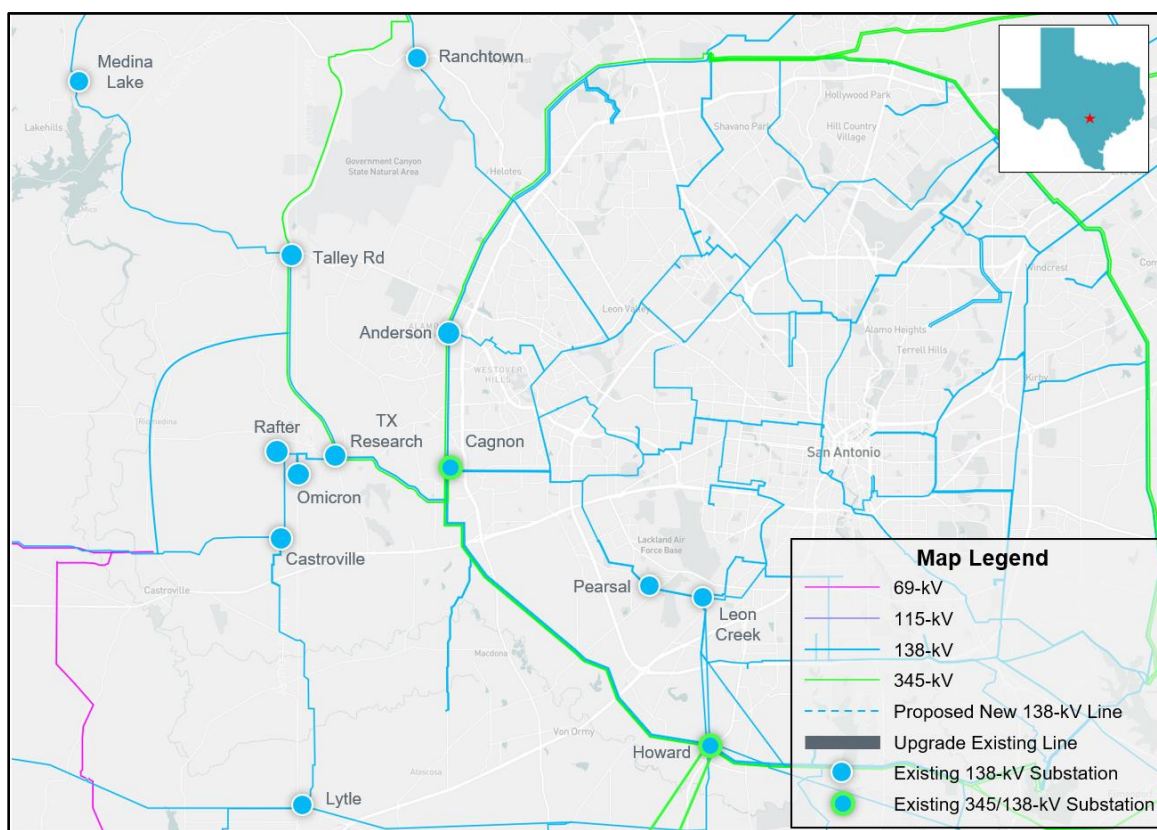 Medina
Lake
Ranchtown
Lakehills
Mico
Hollywood Park
Shavano Park
Hill Country
Village
Government Canyon
State Natural Area
Helotes
Talley Rd
Windcrest
Leon Valley
Anderson
Alamo Heights
Terrell Hills
WESTOVER
HILLS
Kirby
Rafter
TX
Research
Cagnon
San Antonio
Omicron
Lackland Air
Force Base
Castroville
Castroville
Pearsal
Leon
Creek
Macdona
Von Ormy
Howard
Atascosa
Lytle
Map Legend
69-kV
115-kV
138-kV
345-kV
Proposed New 138-kV Line
Upgrade Existing Line
Existing 138-kV Substation
Existing 345/138-kV Substation